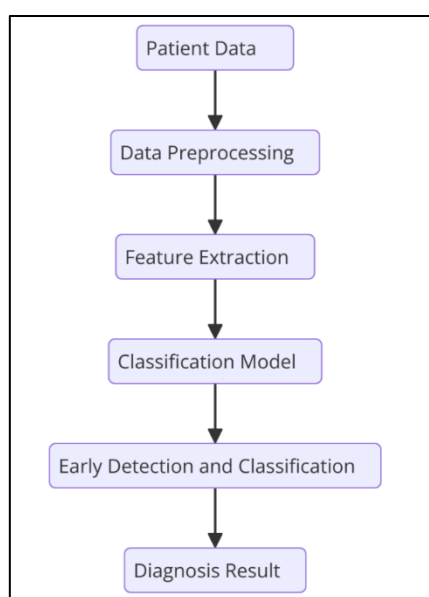 Patient Data
Data Preprocessing
Feature Extraction
Classification Model
Early Detection and Classification
Diagnosis Result